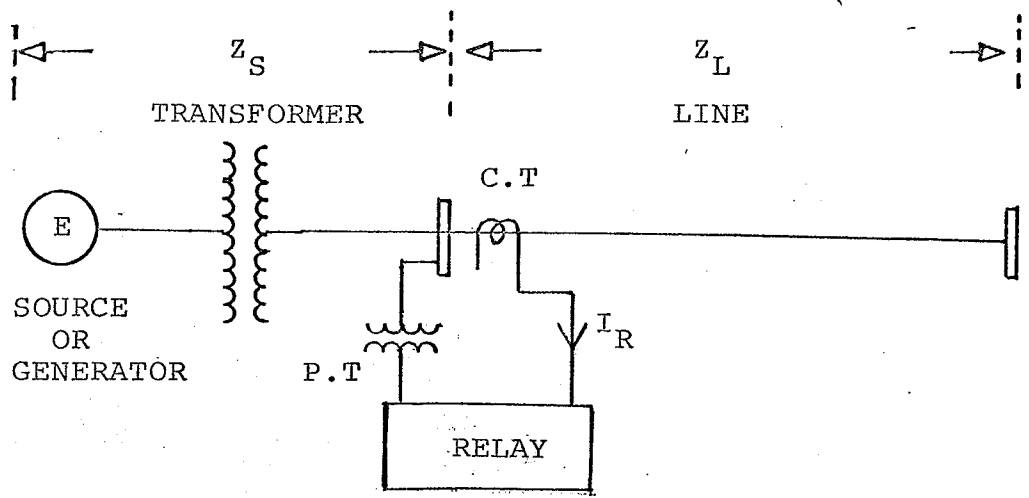 Z_S
Z_L
TRANSFORMER
LINE
C.T
E
SOURCE
OR
GENERATOR
P.T
I_R
RELAY